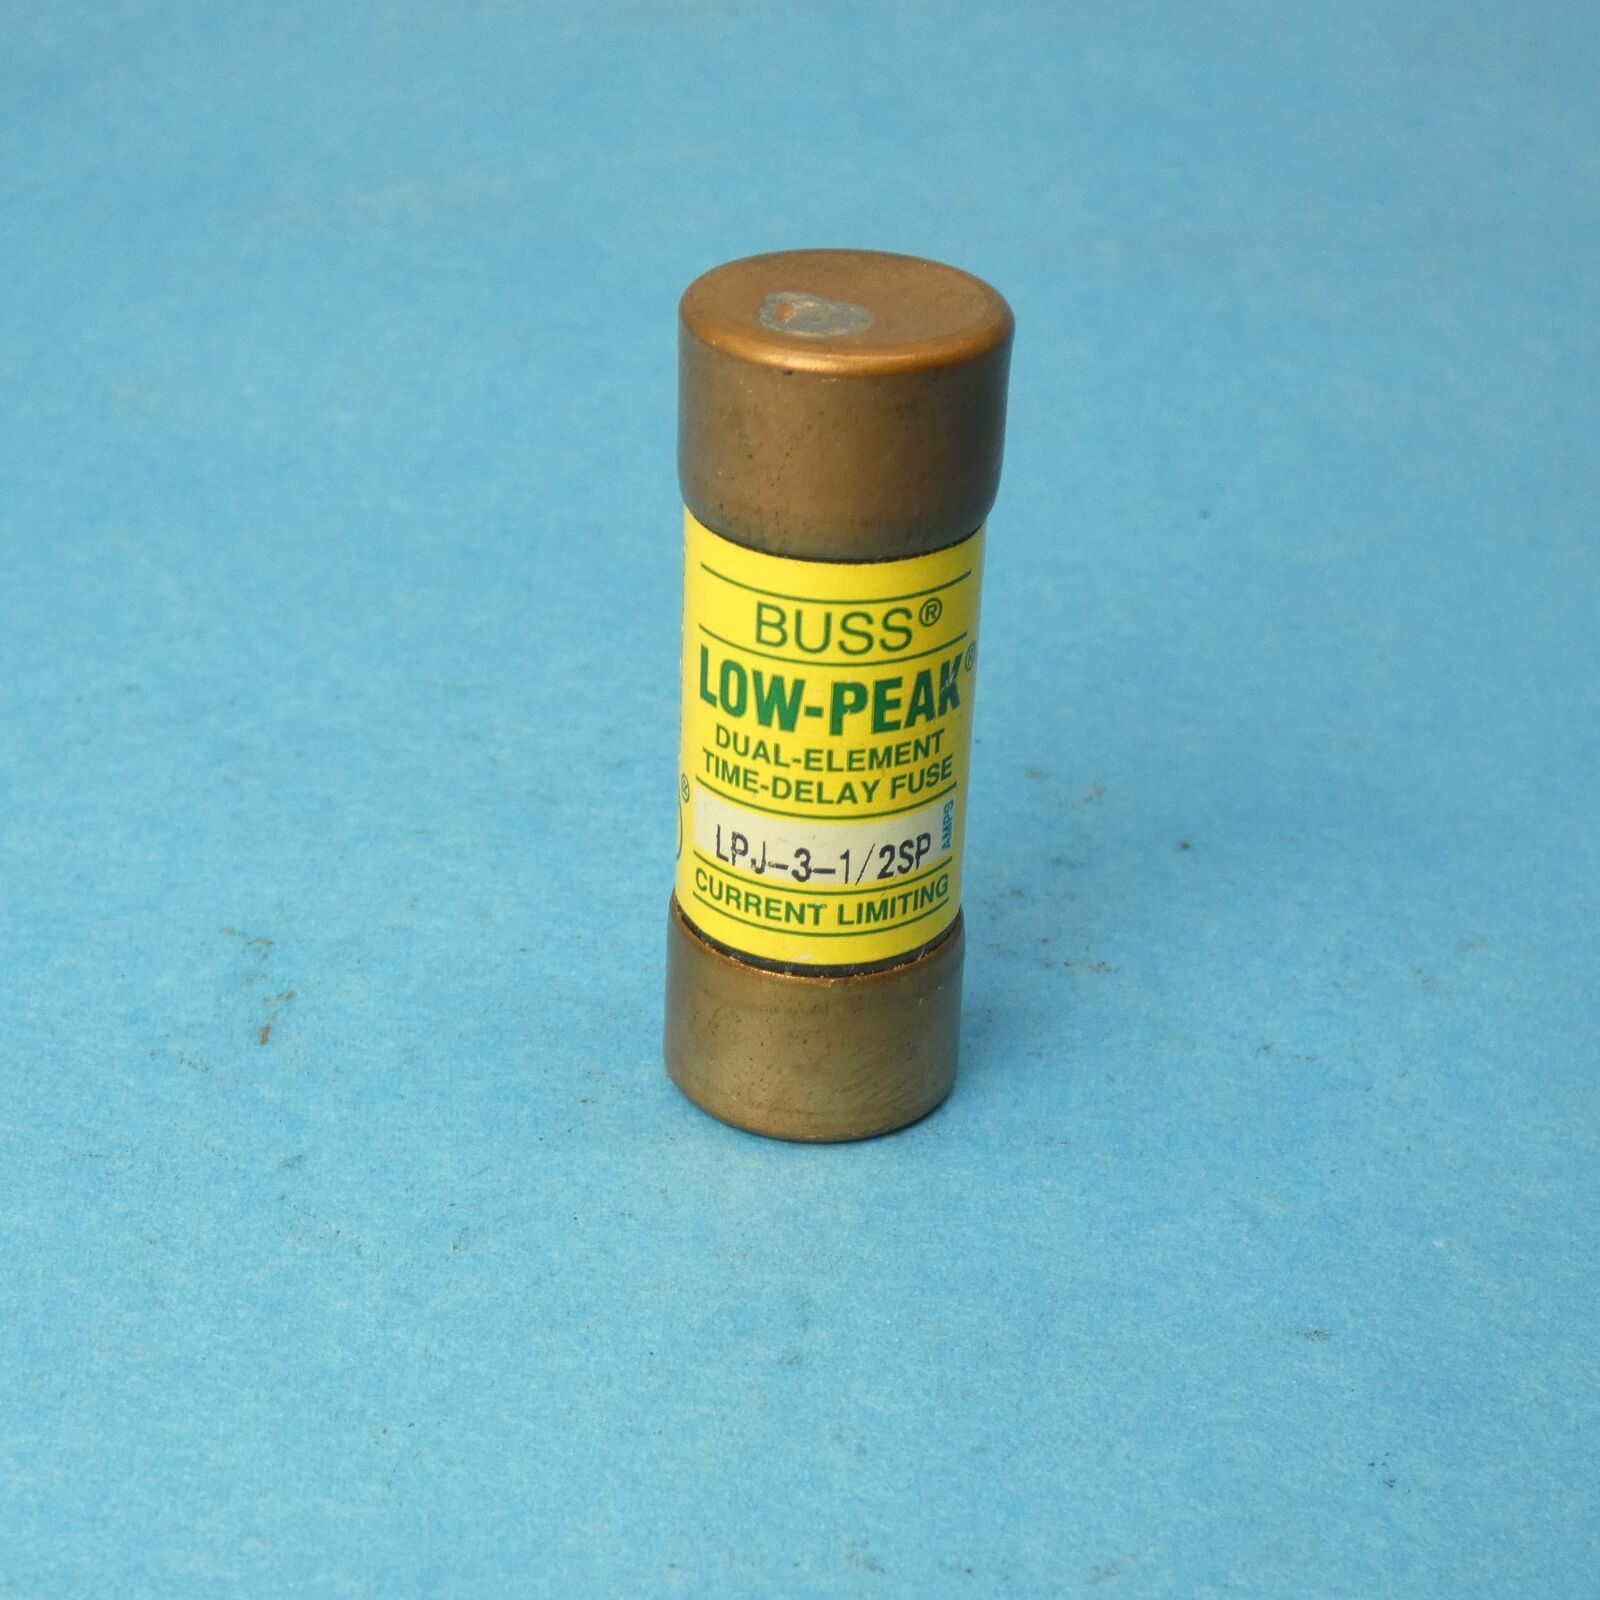 BUSS®
LOW-PEAK®
DUAL-ELEMENT
TIME-DELAY FUSE
LPJ-3-1/2SP
AMPS
CURRENT LIMITING
®